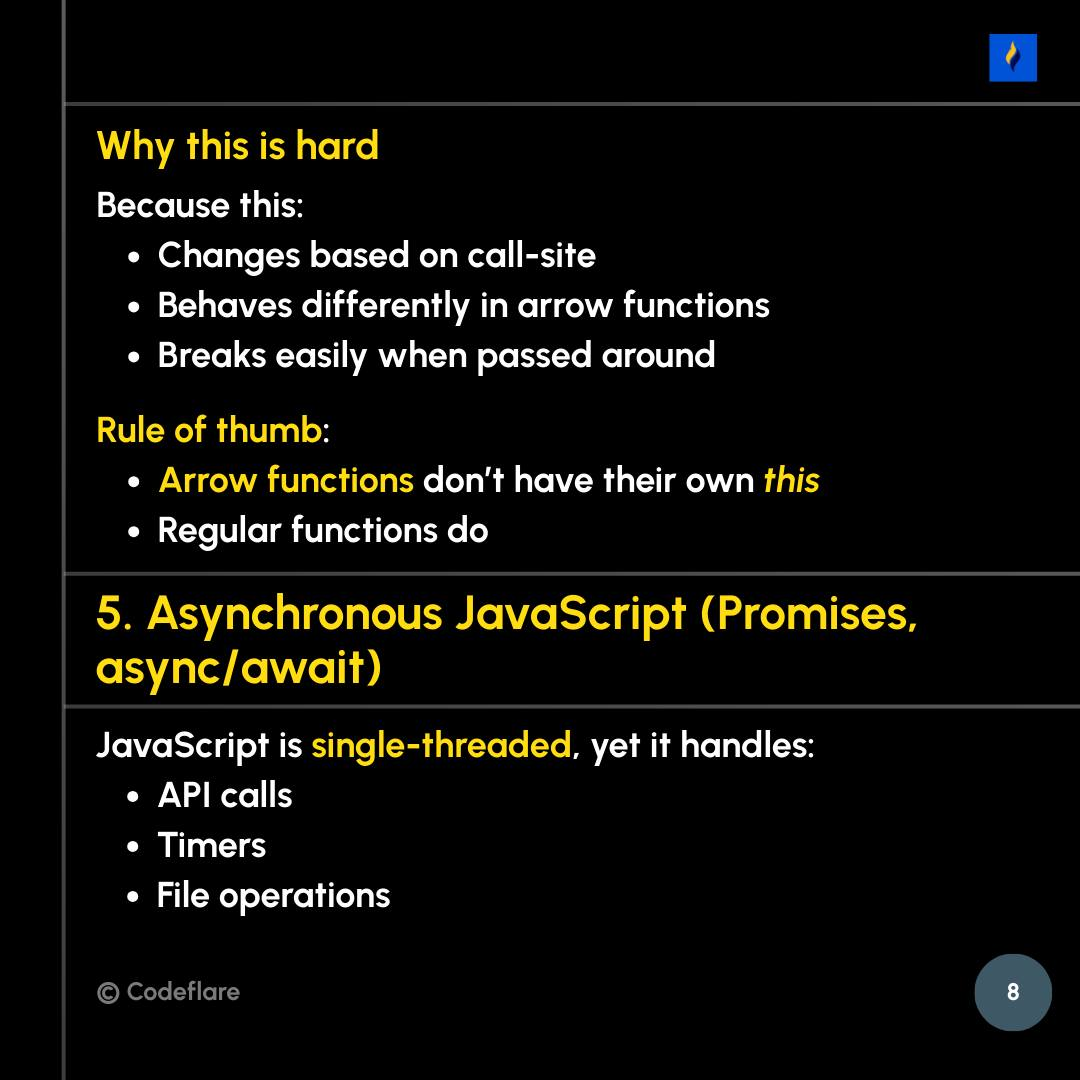 Why this is hard
Because this:
• Changes based on call-site
• Behaves differently in arrow functions
• Breaks easily when passed around
Rule of thumb:
• Arrow functions don't have their own this
• Regular functions do
5. Asynchronous JavaScript (Promises,
async/await)
JavaScript is single-threaded, yet it handles:
• API calls
• Timers
• File operations
© Codeflare
8